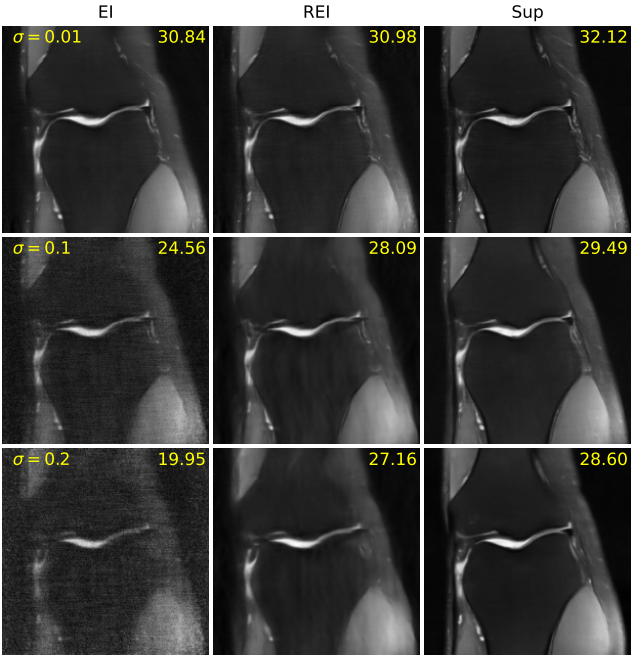 EI REI Sup
σ = 0.01 30.84 30.98 32.12
σ = 0.1 24.56 28.09 29.49
σ = 0.2 19.95 27.16 28.60